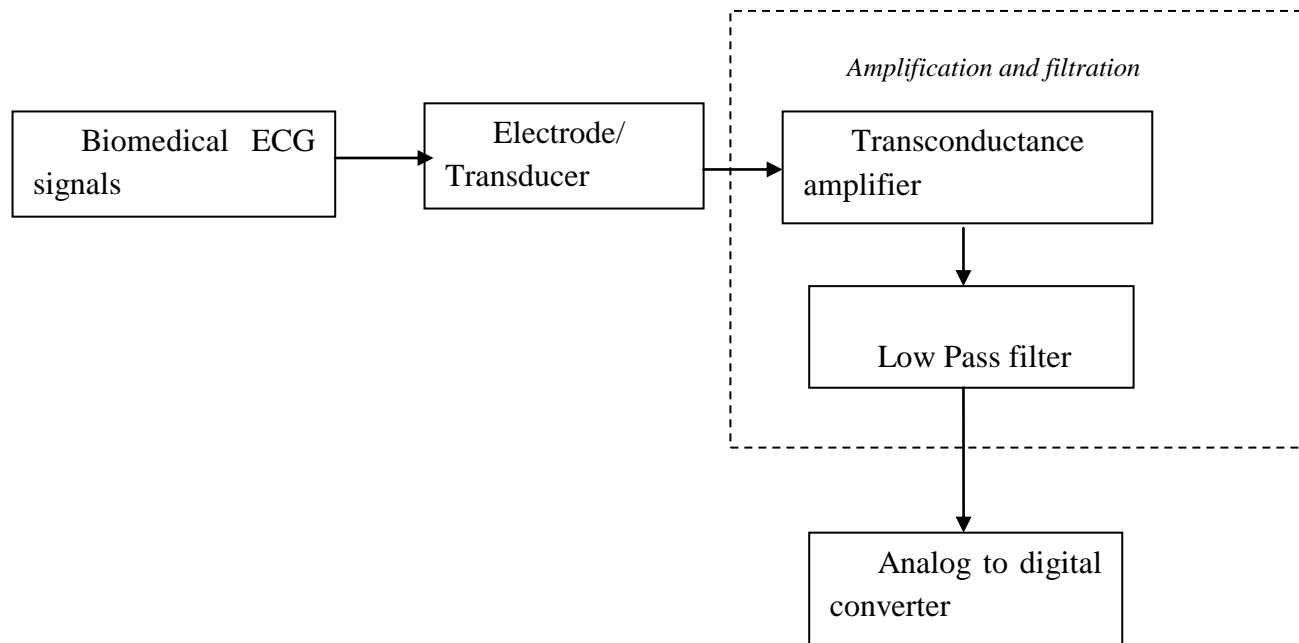 Amplification and filtration
Biomedical ECG
signals
Electrode/
Transducer
Transconductance
amplifier
Low Pass filter
Analog to digital
converter